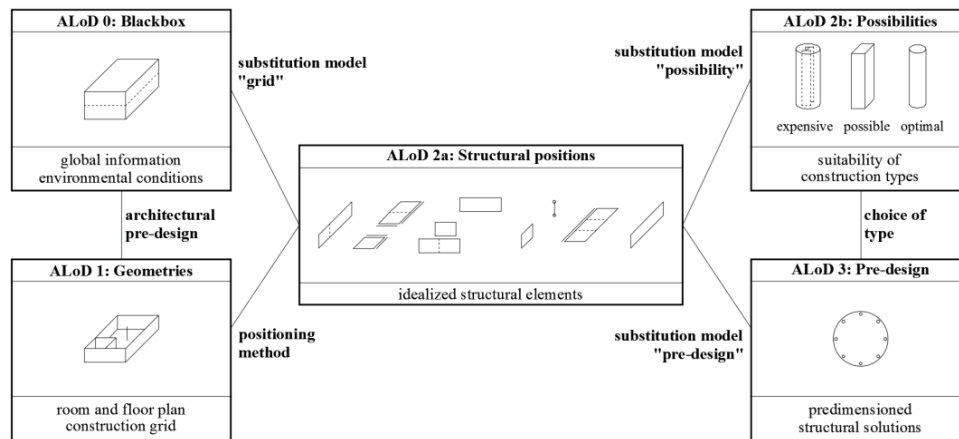 ALoD 0: Blackbox
global information
environmental conditions
substitution model
"grid"
architectural
pre-design
ALoD 1: Geometries
room and floor plan
construction grid
positioning
method
ALoD 2a: Structural positions
idealized structural elements
substitution model
"possibility"
substitution model
"pre-design"
ALoD 2b: Possibilities
expensive possible optimal
suitability of
construction types
choice of
type
ALoD 3: Pre-design
predimensioned
structural solutions